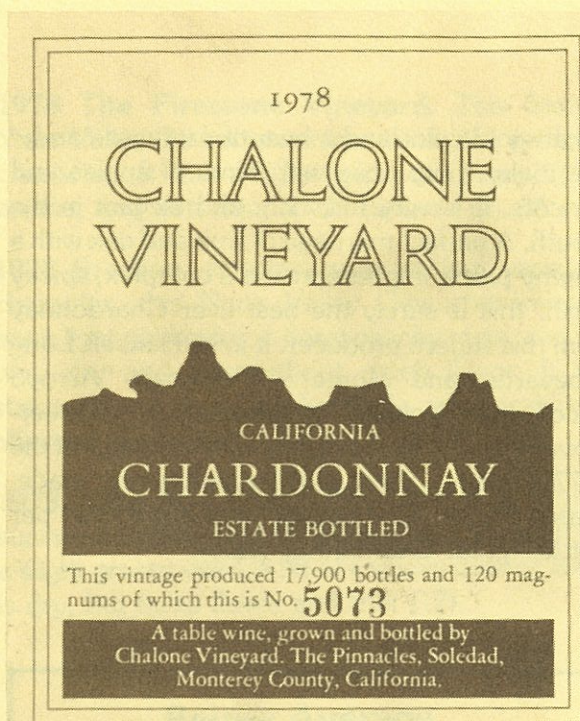 1978
CHALONE
VINEYARD
CALIFORNIA
CHARDONNAY
ESTATE BOTTLED
This vintage produced 17,900 bottles and 120 mag-
nums of which this is No. 5073
A table wine, grown and bottled by
Chalone Vineyard. The Pinnacles, Soledad,
Monterey County, California.